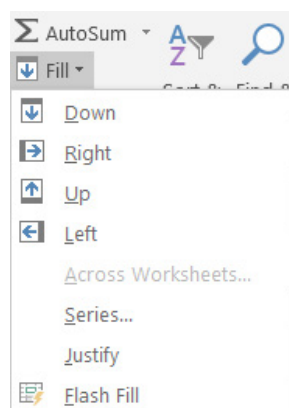 AutoSum
Fill
Down
Right
Up
Left
Across Worksheets...
Series...
Justify
Flash Fill